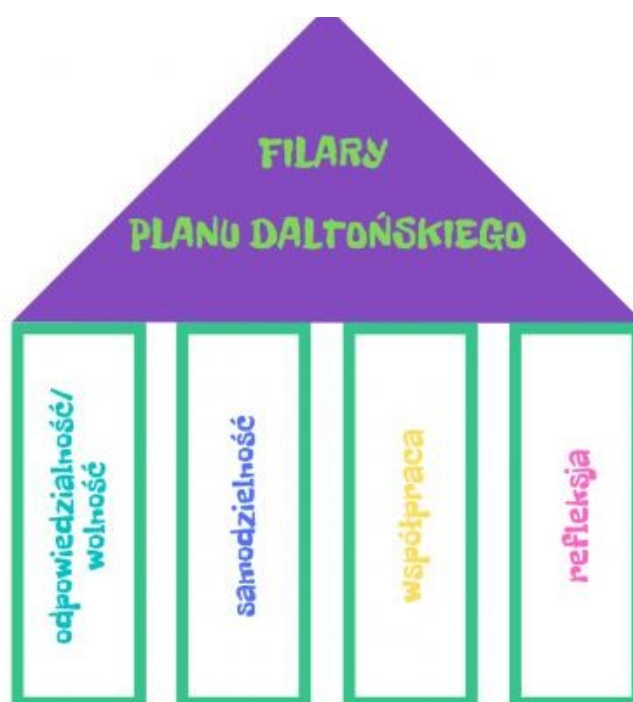 FILARY
PLANU DALTOŃSKIEGO
odpowiedzialność/
wolność
samodzielność
współpraca
refleksja